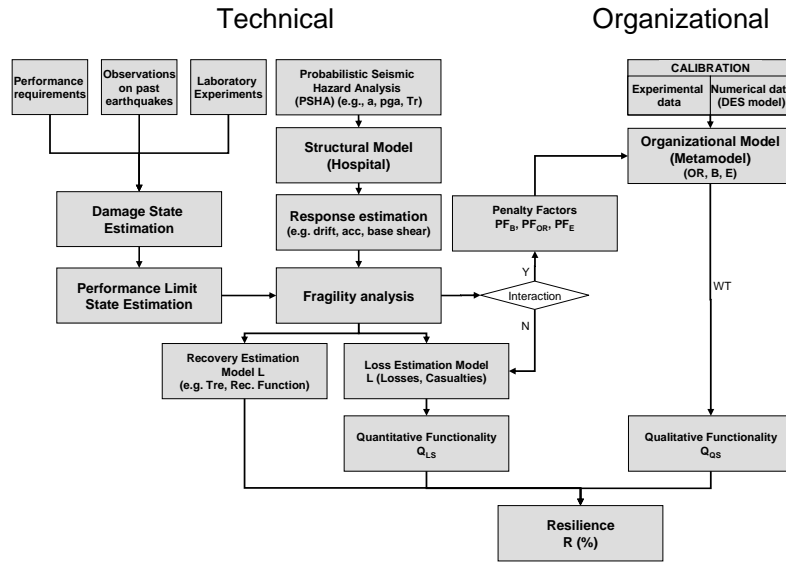 Technical
Organizational
Performance
requirements
Observations
on past
earthquakes
Laboratory
Experiments
Probabilistic Seismic
Hazard Analysis
(PSHA) (e.g., a, pga, Tr)
CALIBRATION
Experimental
data
Numerical data
(DES model)
Structural Model
(Hospital)
Organizational Model
(Metamodel)
(OR, B, E)
Damage State
Estimation
Response estimation
(e.g. drift, acc, base shear)
Penalty Factors
PFB, PFOR, PFE
Performance Limit
State Estimation
Fragility analysis
Y
Interaction
N
WT
Recovery Estimation
Model L
(e.g. Tre, Rec. Function)
Loss Estimation Model
L (Losses, Casualties)
Quantitative Functionality
QLS
Qualitative Functionality
QQS
Resilience
R (%)